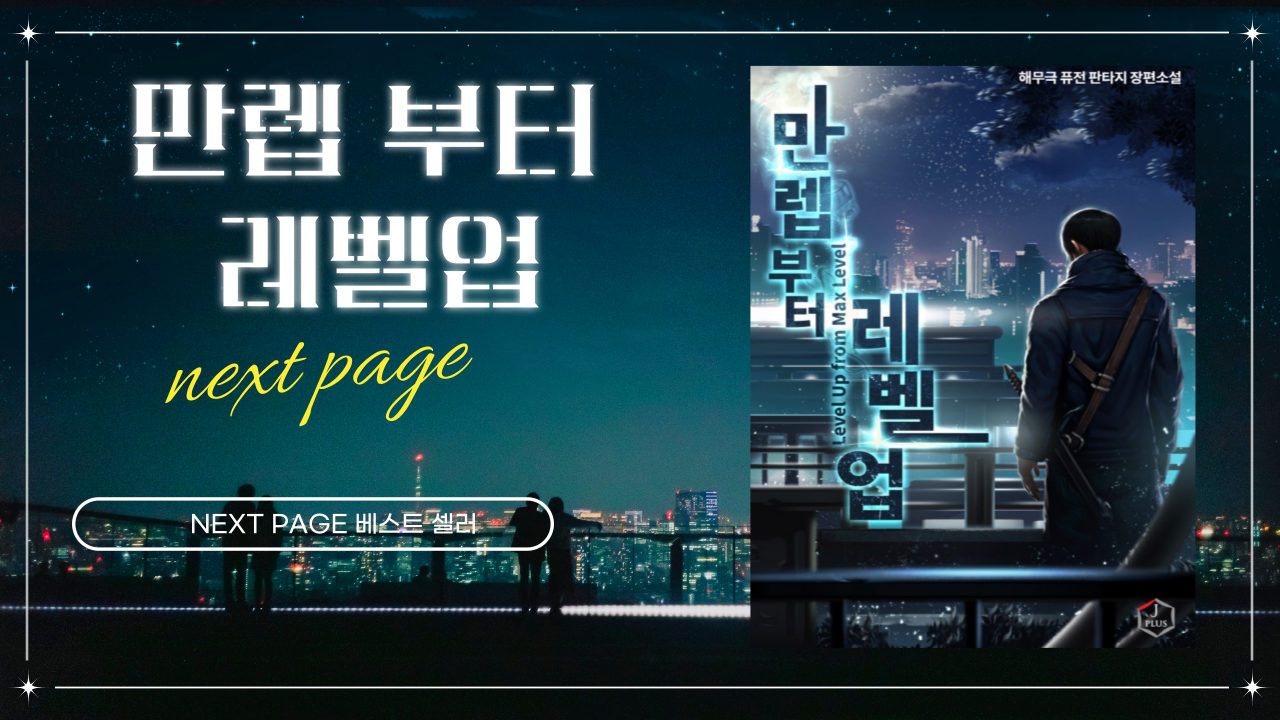 만렙 부터
레벨업
next page
NEXT PAGE 베스트 셀러
해우극 퓨전 판타지 장편소설
만렙부터
Level Up from Max Level
레벨업
J
PLUS